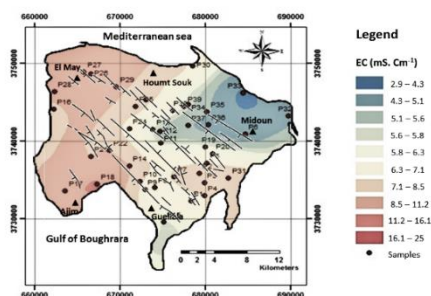 Mediterranean sea
3750000
3740000
3730000
El May
Houmt Souk
Midoun
Ajim
Guellala
P27
P28
P29
P16
P33
P32
P39
P37
P31
P19
P22
P14
P18
P4
Gulf of Boughrara
0
2
4
8
12
Kilometers
660000
670000
680000
690000
Legend
EC (mS. Cm⁻¹)
2.9 – 4.3
4.3 – 5.1
5.1 – 5.6
5.6 – 5.8
5.8 – 6.3
6.3 – 7.1
7.1 – 8.5
8.5 – 11.2
11.2 – 16.1
16.1 – 25
Samples